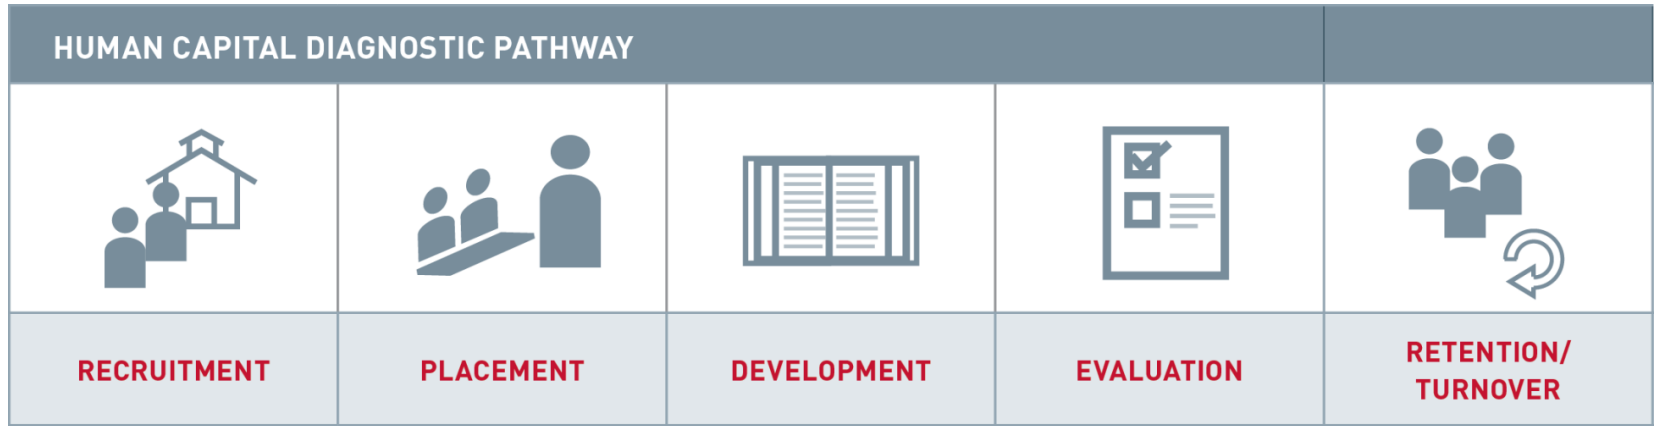 HUMAN CAPITAL DIAGNOSTIC PATHWAY
RECRUITMENT
PLACEMENT
DEVELOPMENT
EVALUATION
RETENTION/
TURNOVER